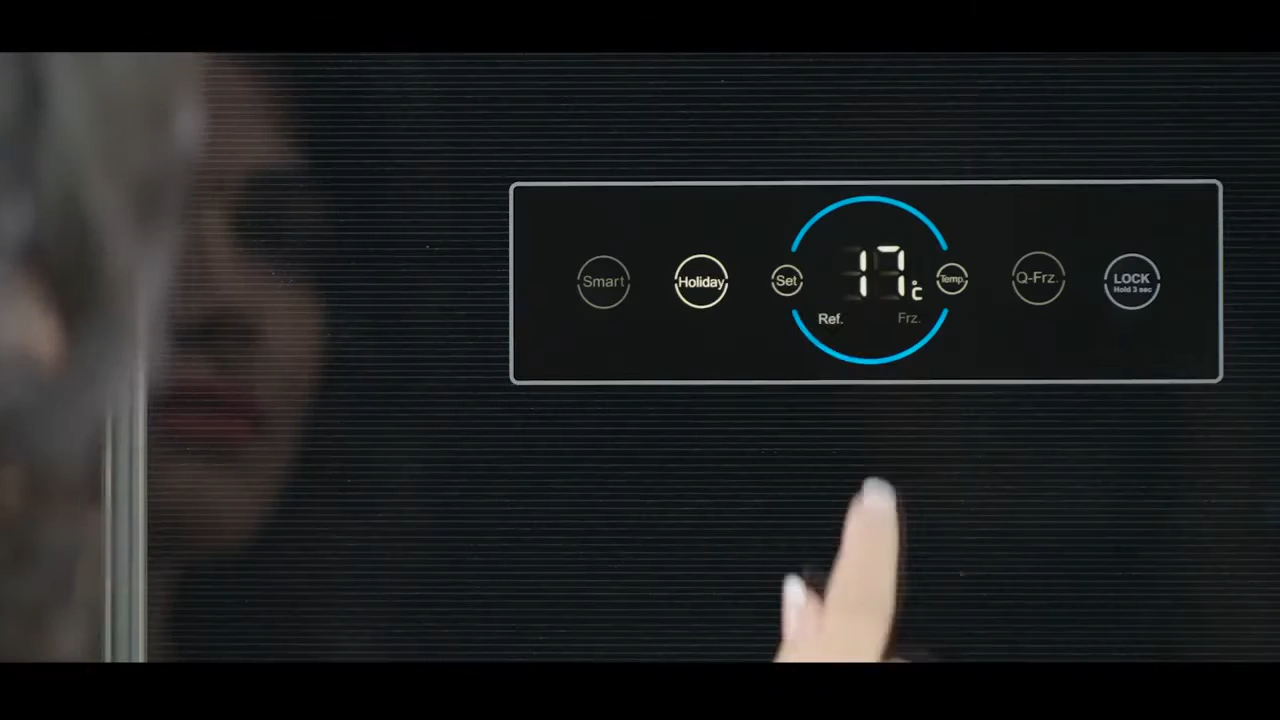 Smart
Holiday
Set
17°C
Temp.
Q-Frz.
LOCK
Hold 3 sec
Ref.
Frz.